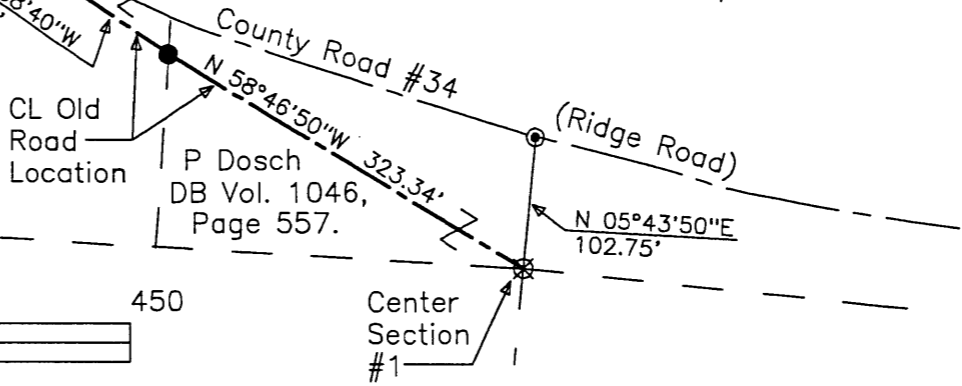 8'40"W
County Road #34
(Ridge Road)
N 58°46'50"W 323.34'
CL Old
Road
Location
P Dosch
DB Vol. 1046,
Page 557.
N 05°43'50"E
102.75'
450
Center
Section
#1